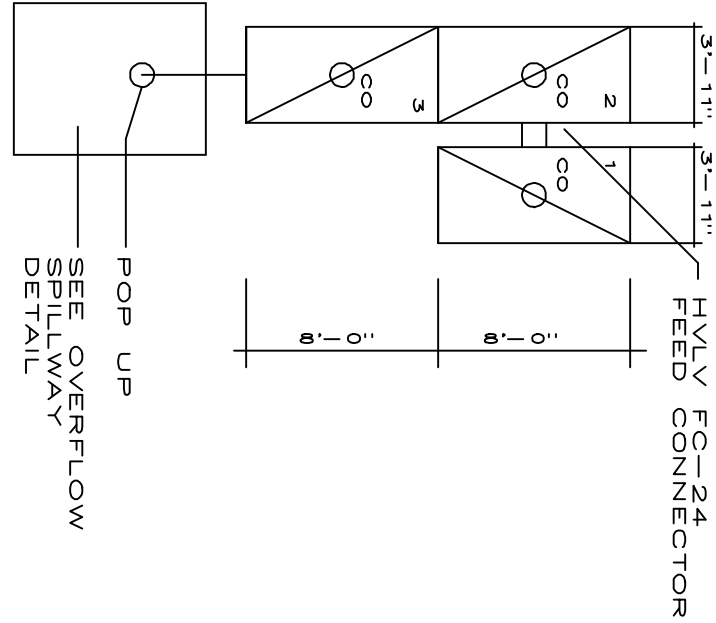 3'-11"
3'-11"
HVLV FC-24
FEED CONNECTOR
2
CO
1
CO
3
CO
8'-0"
8'-0"
POP UP
SEE OVERFLOW
SPILLWAY
DETAIL